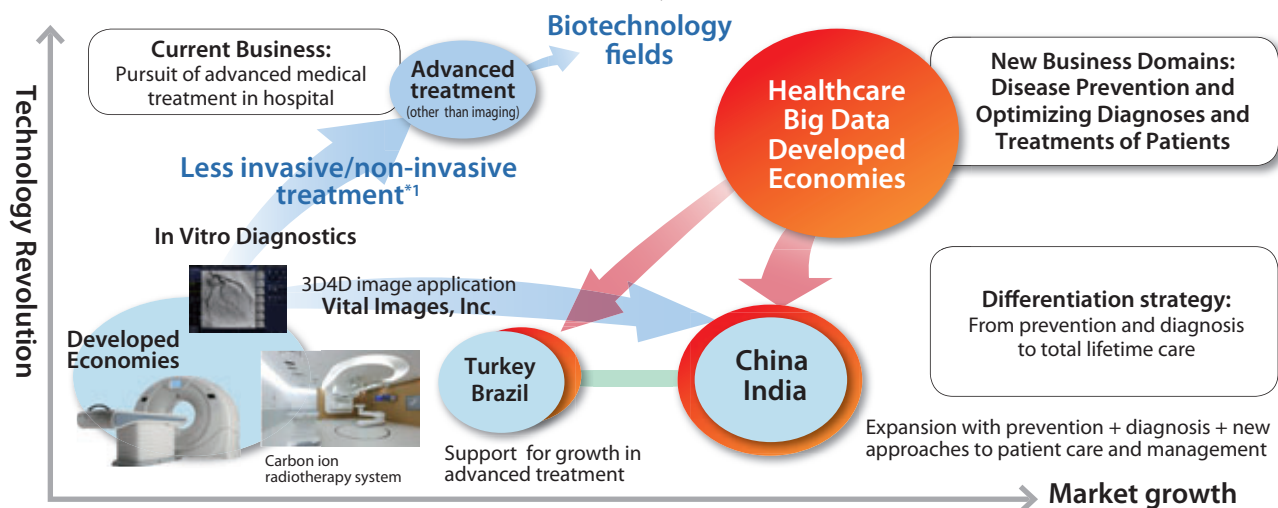 Technology Revolution
Current Business:
Pursuit of advanced medical
treatment in hospital
Advanced
treatment
(other than imaging)
Biotechnology
fields
Healthcare
Big Data
Developed
Economies
New Business Domains:
Disease Prevention and
Optimizing Diagnoses and
Treatments of Patients
Less invasive/non-invasive
treatment*1
In Vitro Diagnostics
3D4D image application
Vital Images, Inc.
Developed
Economies
Carbon ion
radiotherapy system
Turkey
Brazil
Support for growth in
advanced treatment
China
India
Differentiation strategy:
From prevention and diagnosis
to total lifetime care
Expansion with prevention + diagnosis + new
approaches to patient care and management
Market growth